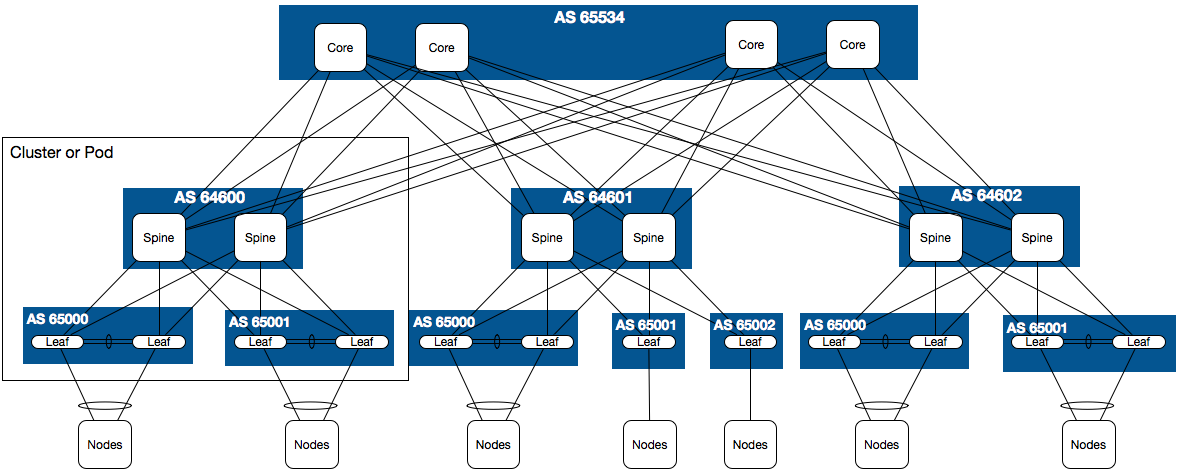 AS 65534
Core
Core
Core
Core
Cluster or Pod
AS 64600
AS 64601
AS 64602
Spine
Spine
Spine
Spine
Spine
Spine
AS 65000
AS 65001
AS 65000
AS 65001
AS 65002
AS 65000
AS 65001
Leaf
Leaf
Leaf
Leaf
Leaf
Leaf
Leaf
Leaf
Leaf
Leaf
Leaf
Leaf
Nodes
Nodes
Nodes
Nodes
Nodes
Nodes
Nodes